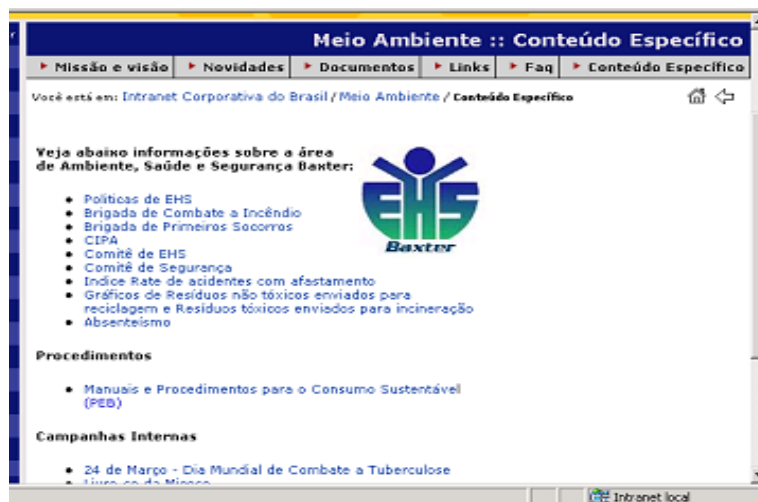 Meio Ambiente :: Conteúdo Específico
Missão e visão Novidades Documentos Links Faq Conteúdo Específico
Você está em: Intranet Corporativa do Brasil / Meio Ambiente / Conteúdo Específico
Veja abaixo informações sobre a área
de Ambiente, Saúde e Segurança Baxter:
EHS
Baxter
Políticas de EHS
Brigada de Combate a Incêndio
Brigada de Primeiros Socorros
CIPA
Comitê de EHS
Comitê de Segurança
Indice Rate de acidentes com afastamento
Gráficos de Resíduos não tóxicos enviados para
reciclagem e Resíduos tóxicos enviados para incineração
Absenteísmo
Procedimentos
Manuais e Procedimentos para o Consumo Sustentável
(PEB)
Campanhas Internas
24 de Março - Dia Mundial de Combate a Tuberculose
Intranet local